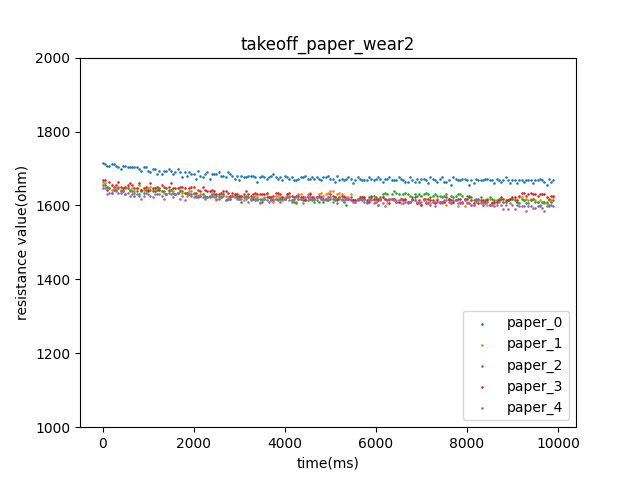 takeoff_paper_wear2
2000
1800
1600
1400
1200
1000
resistance value(ohm)
0
2000
4000
6000
8000
10000
time(ms)
paper_0
paper_1
paper_2
paper_3
paper_4